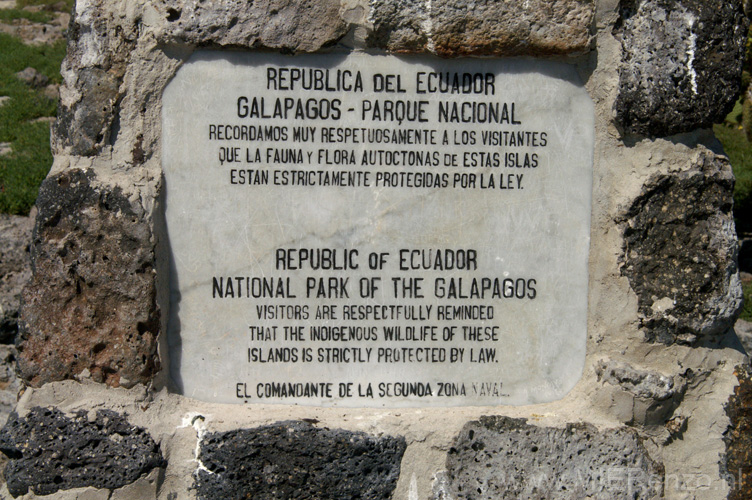 REPUBLICA DEL ECUADOR
GALAPAGOS - PARQUE NACIONAL
RECORDAMOS MUY RESPETUOSAMENTE A LOS VISITANTES
QUE LA FAUNA Y FLORA AUTOCTONAS DE ESTAS ISLAS
ESTAN ESTRICTAMENTE PROTEGIDAS POR LA LEY.
REPUBLIC OF ECUADOR
NATIONAL PARK OF THE GALAPAGOS
VISITORS ARE RESPECTFULLY REMINDED
THAT THE INDIGENOUS WILDLIFE OF THESE
ISLANDS IS STRICTLY PROTECTED BY LAW.
EL COMANDANTE DE LA SEGUNDA ZONA NAVAL.